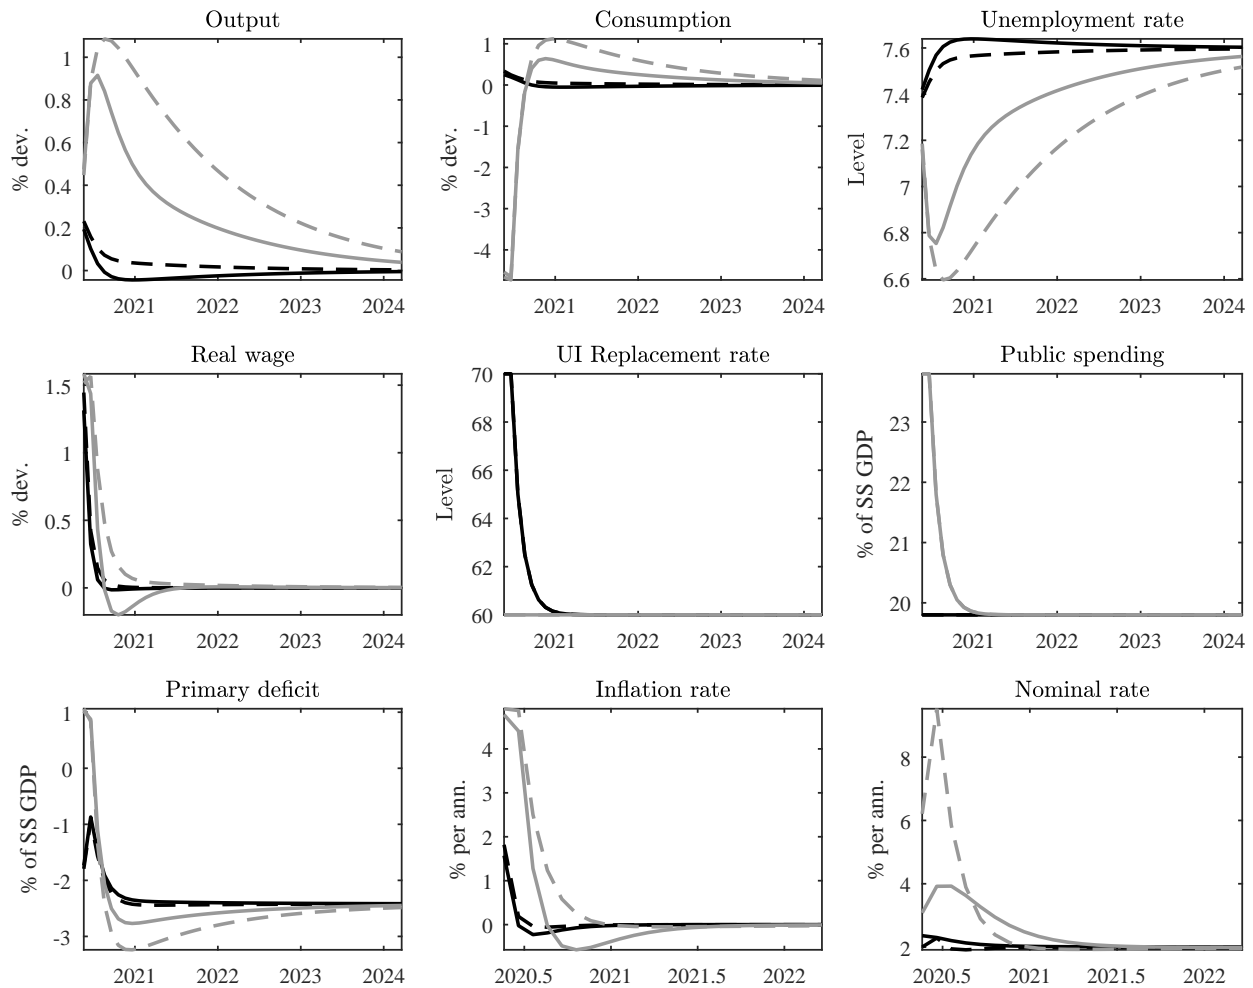 Output
% dev.
1
0.8
0.6
0.4
0.2
0
2021 2022 2023 2024
Consumption
% dev.
1
0
-1
-2
-3
-4
2021 2022 2023 2024
Unemployment rate
Level
7.6
7.4
7.2
7
6.8
6.6
2021 2022 2023 2024
Real wage
% dev.
1.5
1
0.5
0
2021 2022 2023 2024
UI Replacement rate
Level
70
68
66
64
62
60
2021 2022 2023 2024
Public spending
% of SS GDP
23
22
21
20
2021 2022 2023 2024
Primary deficit
% of SS GDP
1
0
-1
-2
-3
2021 2022 2023 2024
Inflation rate
% per ann.
4
3
2
1
0
2020.5 2021 2021.5 2022
Nominal rate
% per ann.
8
6
4
2
2020.5 2021 2021.5 2022